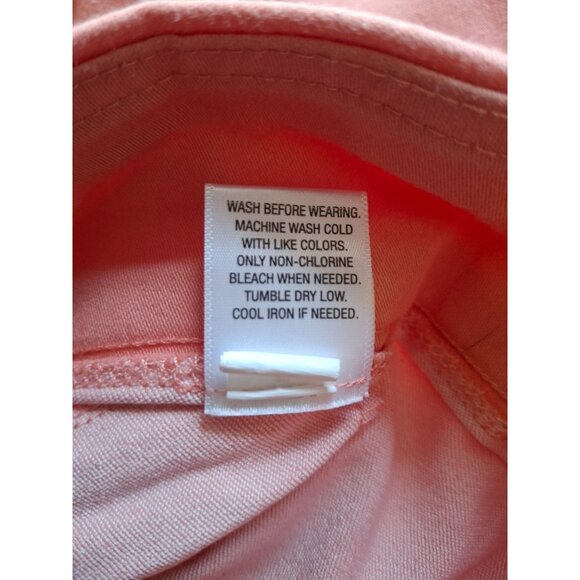 WASH BEFORE WEARING.
MACHINE WASH COLD
WITH LIKE COLORS.
ONLY NON-CHLORINE
BLEACH WHEN NEEDED.
TUMBLE DRY LOW.
COOL IRON IF NEEDED.